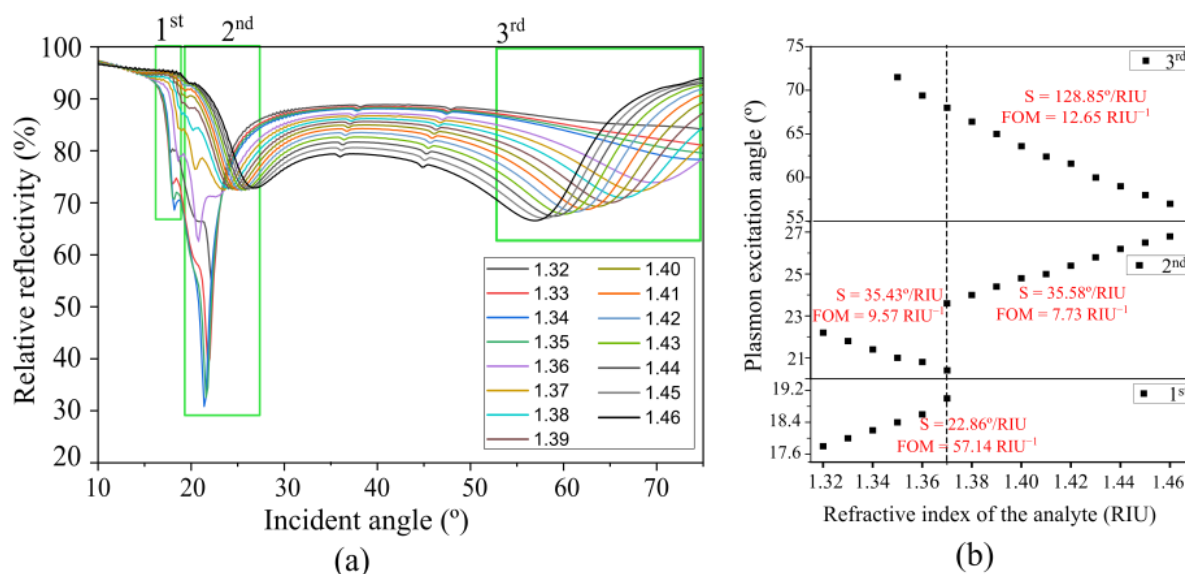 (a)
1st
2nd
3rd
100
90
80
70
60
50
40
30
20
Relative reflectivity (%)
1.32
1.33
1.34
1.35
1.36
1.37
1.38
1.39
1.40
1.41
1.42
1.43
1.44
1.45
1.46
10
20
30
40
50
60
70
Incident angle (º)
(a)
75
70
65
60
55
27
25
23
21
19.2
18.4
17.6
Plasmon excitation angle (º)
3rd
S = 128.85º/RIU
FOM = 12.65 RIU⁻¹
2nd
S = 35.43º/RIU
FOM = 9.57 RIU⁻¹
S = 35.58º/RIU
FOM = 7.73 RIU⁻¹
1st
S = 22.86º/RIU
FOM = 57.14 RIU⁻¹
1.32
1.34
1.36
1.38
1.40
1.42
1.44
1.46
Refractive index of the analyte (RIU)
(b)